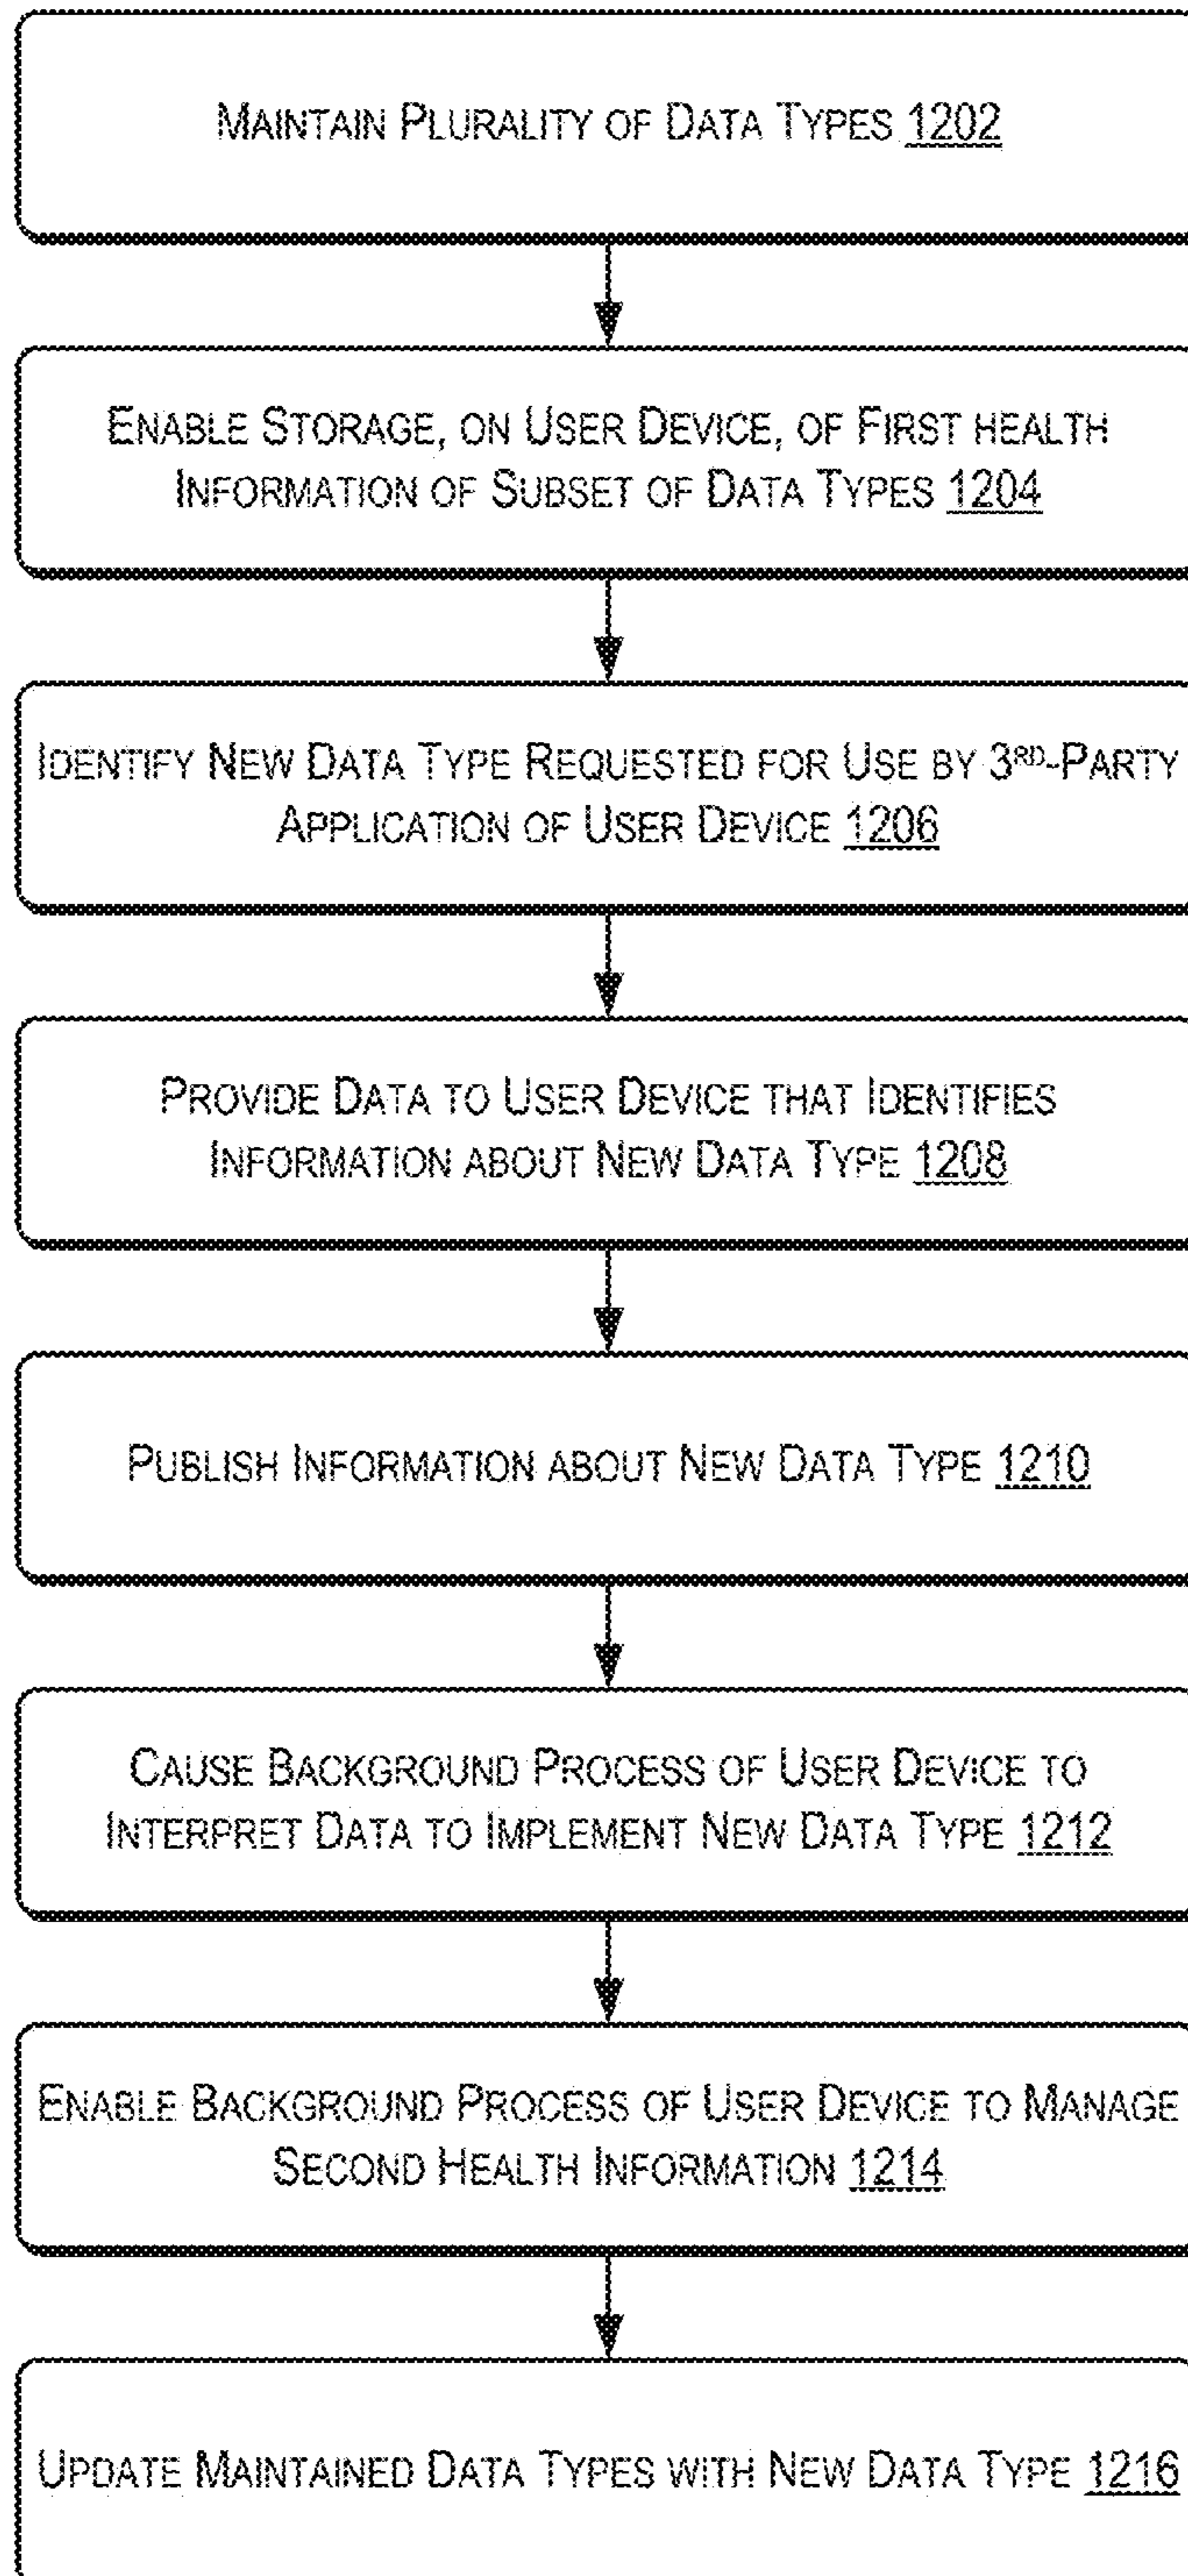 MAINTAIN PLURALITY OF DATA TYPES 1202
ENABLE STORAGE, ON USER DEVICE, OF FIRST HEALTH
INFORMATION OF SUBSET OF DATA TYPES 1204
IDENTIFY NEW DATA TYPE REQUESTED FOR USE BY 3RD-PARTY
APPLICATION OF USER DEVICE 1206
PROVIDE DATA TO USER DEVICE THAT IDENTIFIES
INFORMATION ABOUT NEW DATA TYPE 1208
PUBLISH INFORMATION ABOUT NEW DATA TYPE 1210
CAUSE BACKGROUND PROCESS OF USER DEVICE TO
INTERPRET DATA TO IMPLEMENT NEW DATA TYPE 1212
ENABLE BACKGROUND PROCESS OF USER DEVICE TO MANAGE
SECOND HEALTH INFORMATION 1214
UPDATE MAINTAINED DATA TYPES WITH NEW DATA TYPE 1216